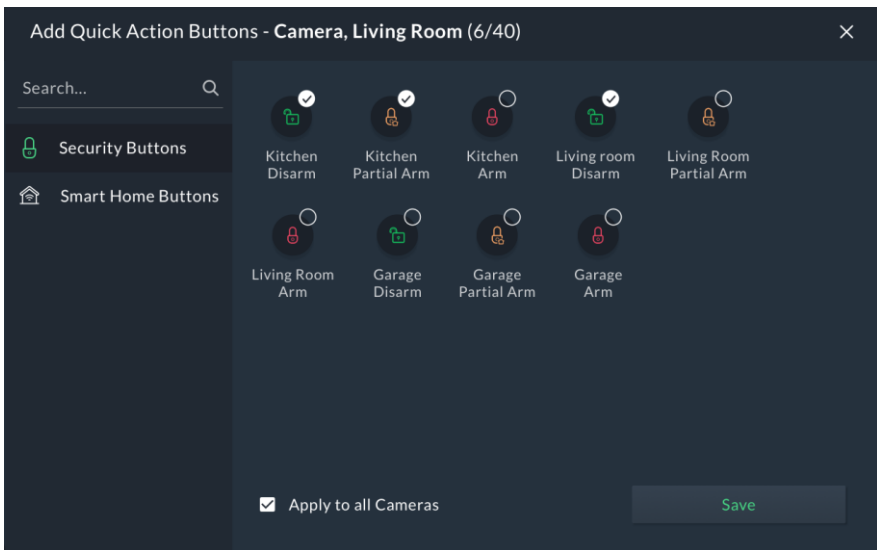 Add Quick Action Buttons - Camera, Living Room (6/40)
Search...
Security Buttons
Smart Home Buttons
Kitchen
Disarm
Kitchen
Partial Arm
Kitchen
Arm
Living room
Disarm
Living Room
Partial Arm
Living Room
Arm
Garage
Disarm
Garage
Partial Arm
Garage
Arm
Apply to all Cameras
Save